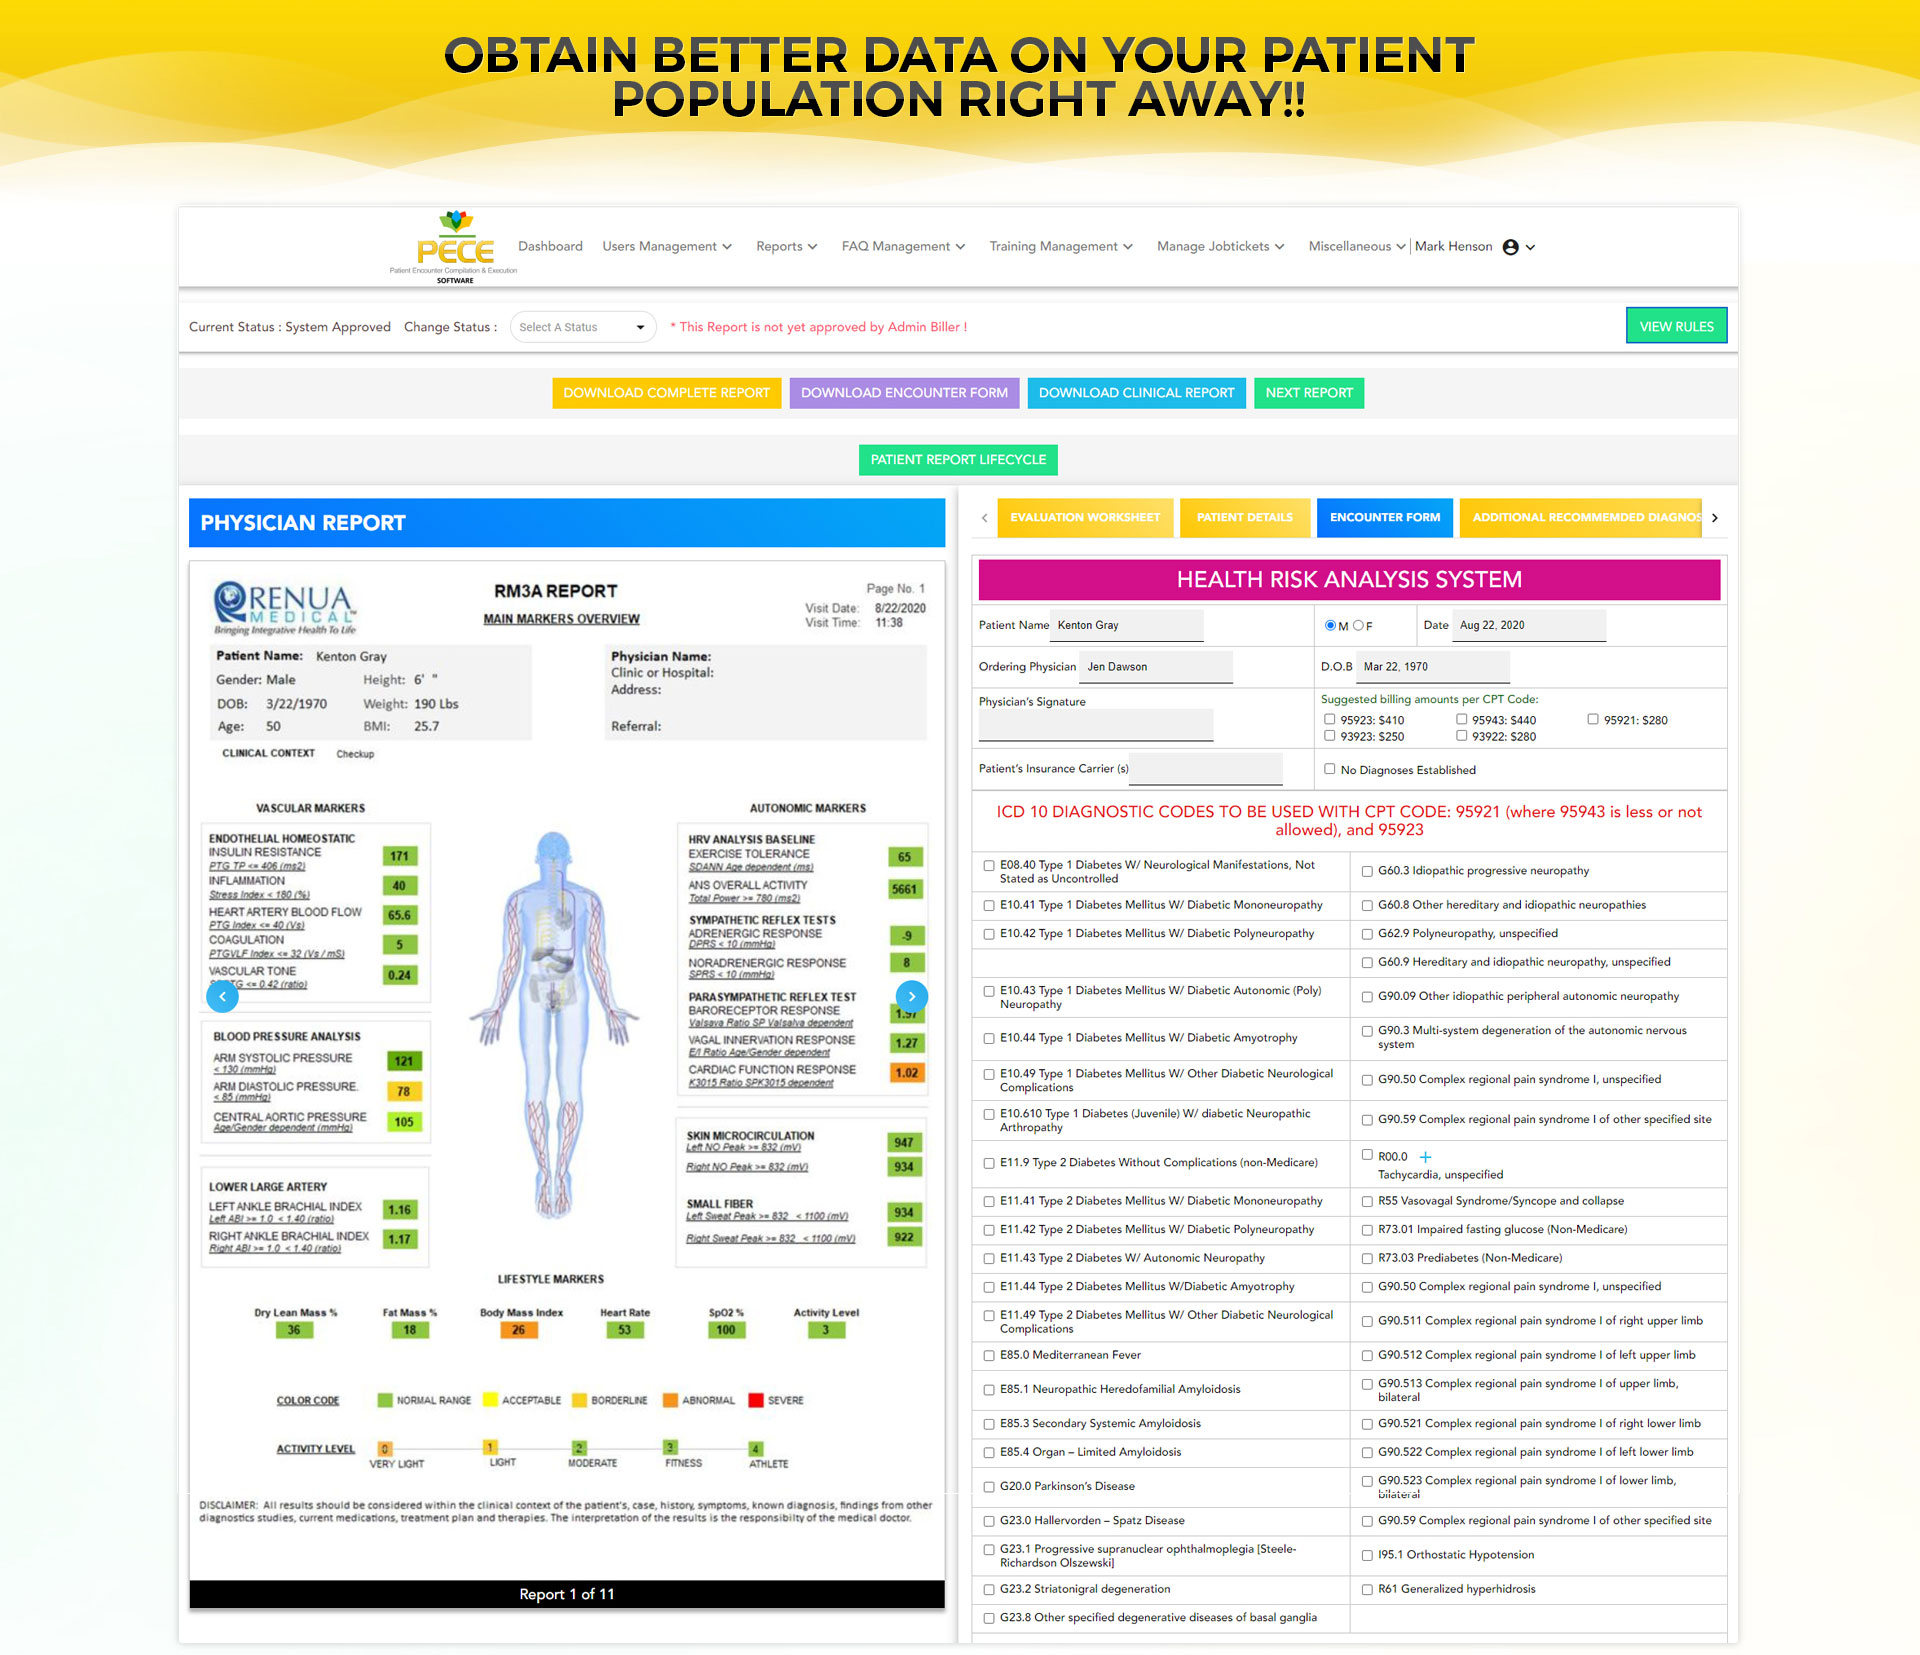 OBTAIN BETTER DATA ON YOUR PATIENT
POPULATION RIGHT AWAY!!
PECE
Patient Encounter Compilation & Execution
SOFTWARE
Dashboard Users Management Reports FAQ Management Training Management Manage Jobtickets Miscellaneous Mark Henson
Current Status : System Approved Change Status : Select A Status * This Report is not yet approved by Admin Biller !
VIEW RULES
DOWNLOAD COMPLETE REPORT DOWNLOAD ENCOUNTER FORM DOWNLOAD CLINICAL REPORT NEXT REPORT
PATIENT REPORT LIFECYCLE
PHYSICIAN REPORT
RENUA
MEDICAL™
Bringing Integrative Health To Life
RM3A REPORT
MAIN MARKERS OVERVIEW
Page No. 1
Visit Date: 8/22/2020
Visit Time: 11:38
Patient Name: Kenton Gray
Gender: Male Height: 6' "
DOB: 3/22/1970 Weight: 190 Lbs
Age: 50 BMI: 25.7
Physician Name:
Clinic or Hospital:
Address:
Referral:
CLINICAL CONTEXT Checkup
VASCULAR MARKERS
ENDOTHELIAL HOMEOSTATIC
INSULIN RESISTANCE 171
PTG TP <= 406 (ms2)
INFLAMMATION 40
Stress Index < 180 (%)
HEART ARTERY BLOOD FLOW 65.6
PTG Index <= 40 (Vs)
COAGULATION 5
PTGVLF Index <= 32 (Vs / mS)
VASCULAR TONE 0.24
G <= 0.42 (ratio)
BLOOD PRESSURE ANALYSIS
ARM SYSTOLIC PRESSURE 121
< 130 (mmHg)
ARM DIASTOLIC PRESSURE. 78
< 85 (mmHg)
CENTRAL AORTIC PRESSURE 105
Age/Gender dependent (mmHg)
LOWER LARGE ARTERY
LEFT ANKLE BRACHIAL INDEX 1.16
Left ABI >= 1.0 < 1.40 (ratio)
RIGHT ANKLE BRACHIAL INDEX 1.17
Right ABI >= 1.0 < 1.40 (ratio)
AUTONOMIC MARKERS
HRV ANALYSIS BASELINE
EXERCISE TOLERANCE 65
SDANN Age dependent (ms)
ANS OVERALL ACTIVITY 5661
Total Power >= 780 (ms2)
SYMPATHETIC REFLEX TESTS
ADRENERGIC RESPONSE -9
DPRS < 10 (mmHg)
NORADRENERGIC RESPONSE 8
SPRS < 10 (mmHg)
PARASYMPATHETIC REFLEX TEST
BARORECEPTOR RESPONSE
Valsava Ratio SP Valsalva dependent
VAGAL INNERVATION RESPONSE 1.27
E/I Ratio Age/Gender dependent
CARDIAC FUNCTION RESPONSE 1.02
K3015 Ratio SPK3015 dependent
SKIN MICROCIRCULATION 947
Left NO Peak >= 832 (mV)
Right NO Peak >= 832 (mV) 934
SMALL FIBER
Left Sweat Peak >= 832 < 1100 (mV) 934
Right Sweat Peak >= 832 < 1100 (mV) 922
LIFESTYLE MARKERS
Dry Lean Mass % Fat Mass % Body Mass Index Heart Rate SpO2 % Activity Level
36 18 26 53 100 3
COLOR CODE NORMAL RANGE ACCEPTABLE BORDERLINE ABNORMAL SEVERE
ACTIVITY LEVEL 0 1 2 3 4
VERY LIGHT LIGHT MODERATE FITNESS ATHLETE
DISCLAIMER: All results should be considered within the clinical context of the patient's, case, history, symptoms, known diagnosis, findings from other
diagnostics studies, current medications, treatment plan and therapies. The interpretation of the results is the responsibilty of the medical doctor.
Report 1 of 11
EVALUATION WORKSHEET PATIENT DETAILS ENCOUNTER FORM ADDITIONAL RECOMMEMDED DIAGNOS
HEALTH RISK ANALYSIS SYSTEM
Patient Name Kenton Gray M F Date Aug 22, 2020
Ordering Physician Jen Dawson D.O.B Mar 22, 1970
Physician's Signature
Suggested billing amounts per CPT Code:
95923: $410 95943: $440 95921: $280
93923: $250 93922: $280
Patient's Insurance Carrier (s) No Diagnoses Established
ICD 10 DIAGNOSTIC CODES TO BE USED WITH CPT CODE: 95921 (where 95943 is less or not
allowed), and 95923
E08.40 Type 1 Diabetes W/ Neurological Manifestations, Not
Stated as Uncontrolled
G60.3 Idiopathic progressive neuropathy
E10.41 Type 1 Diabetes Mellitus W/ Diabetic Mononeuropathy
G60.8 Other hereditary and idiopathic neuropathies
E10.42 Type 1 Diabetes Mellitus W/ Diabetic Polyneuropathy
G62.9 Polyneuropathy, unspecified
G60.9 Hereditary and idiopathic neuropathy, unspecified
E10.43 Type 1 Diabetes Mellitus W/ Diabetic Autonomic (Poly)
Neuropathy
G90.09 Other idiopathic peripheral autonomic neuropathy
E10.44 Type 1 Diabetes Mellitus W/ Diabetic Amyotrophy
G90.3 Multi-system degeneration of the autonomic nervous
system
E10.49 Type 1 Diabetes Mellitus W/ Other Diabetic Neurological
Complications
G90.50 Complex regional pain syndrome I, unspecified
E10.610 Type 1 Diabetes (Juvenile) W/ diabetic Neuropathic
Arthropathy
G90.59 Complex regional pain syndrome I of other specified site
E11.9 Type 2 Diabetes Without Complications (non-Medicare)
R00.0 +
Tachycardia, unspecified
E11.41 Type 2 Diabetes Mellitus W/ Diabetic Mononeuropathy
R55 Vasovagal Syndrome/Syncope and collapse
E11.42 Type 2 Diabetes Mellitus W/ Diabetic Polyneuropathy
R73.01 Impaired fasting glucose (Non-Medicare)
E11.43 Type 2 Diabetes W/ Autonomic Neuropathy
R73.03 Prediabetes (Non-Medicare)
E11.44 Type 2 Diabetes Mellitus W/Diabetic Amyotrophy
G90.50 Complex regional pain syndrome I, unspecified
E11.49 Type 2 Diabetes Mellitus W/ Other Diabetic Neurological
Complications
G90.511 Complex regional pain syndrome I of right upper limb
E85.0 Mediterranean Fever
G90.512 Complex regional pain syndrome I of left upper limb
E85.1 Neuropathic Heredofamilial Amyloidosis
G90.513 Complex regional pain syndrome I of upper limb,
bilateral
E85.3 Secondary Systemic Amyloidosis
G90.521 Complex regional pain syndrome I of right lower limb
E85.4 Organ – Limited Amyloidosis
G90.522 Complex regional pain syndrome I of left lower limb
G20.0 Parkinson's Disease
G90.523 Complex regional pain syndrome I of lower limb,
bilateral
G23.0 Hallervorden – Spatz Disease
G90.59 Complex regional pain syndrome I of other specified site
G23.1 Progressive supranuclear ophthalmoplegia [Steele-
Richardson Olszewski]
I95.1 Orthostatic Hypotension
G23.2 Striatonigral degeneration
R61 Generalized hyperhidrosis
G23.8 Other specified degenerative diseases of basal ganglia